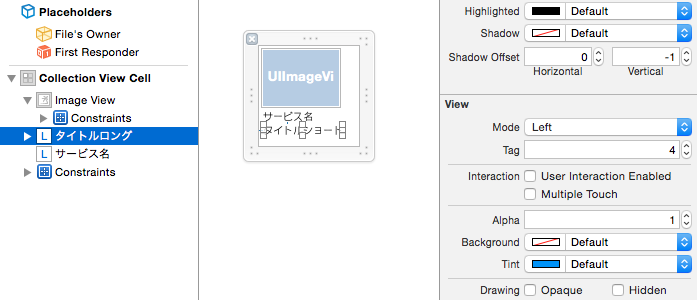 Placeholders
File's Owner
First Responder
Collection View Cell
Image View
Constraints
L タイトルロング
L サービス名
Constraints
UIImageVi
サービス名
タイトルショート
Highlighted Default
Shadow Default
Shadow Offset 0 -1
Horizontal Vertical
View
Mode Left
Tag 4
Interaction User Interaction Enabled
Multiple Touch
Alpha 1
Background Default
Tint Default
Drawing Opaque Hidden